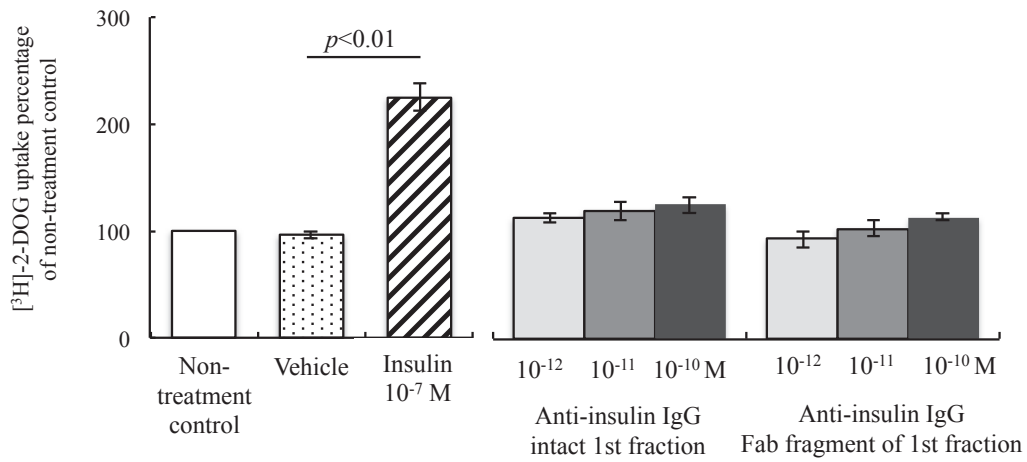 [³H]-2-DOG uptake percentage
of non-treatment control
300
200
100
0
p<0.01
Non-
treatment
control
Vehicle
Insulin
10⁻⁷ M
10⁻¹² 10⁻¹¹ 10⁻¹⁰ M
Anti-insulin IgG
intact 1st fraction
10⁻¹² 10⁻¹¹ 10⁻¹⁰ M
Anti-insulin IgG
Fab fragment of 1st fraction